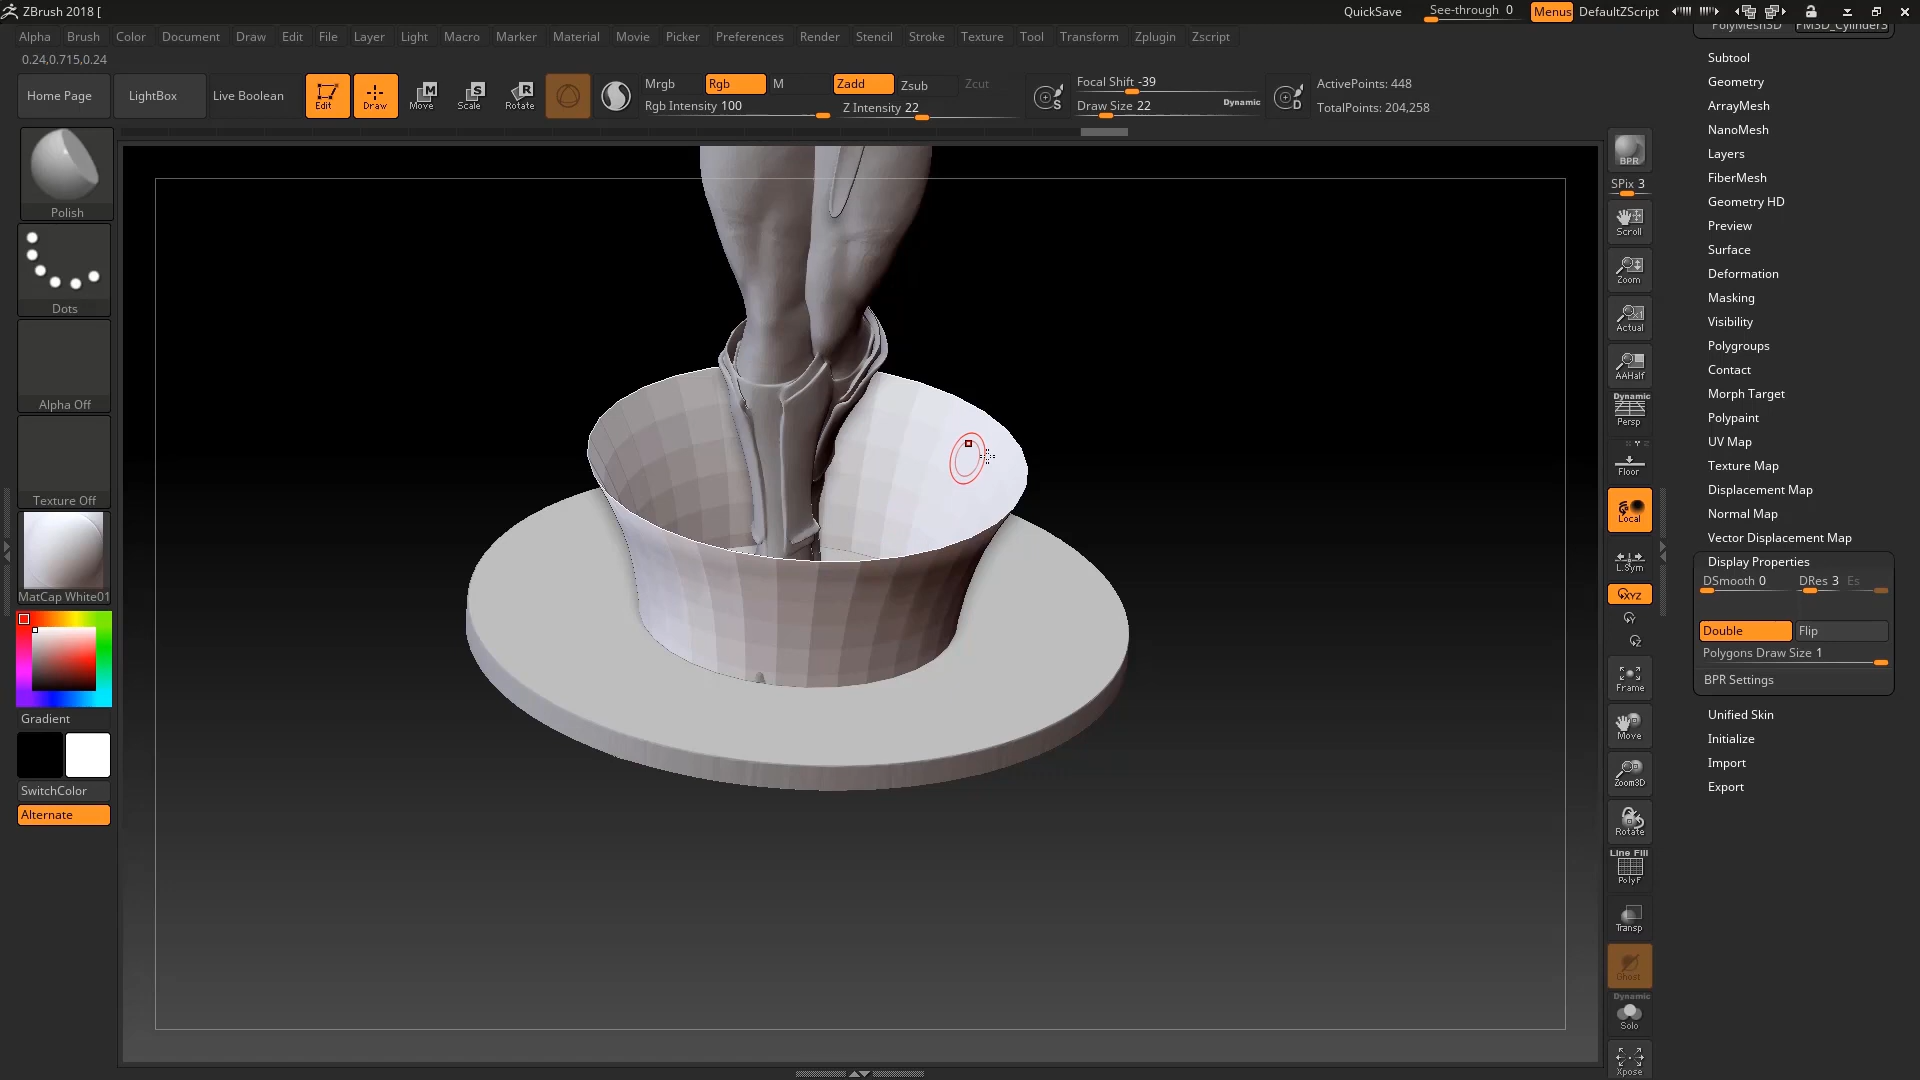 ZBrush 2018 [
QuickSave
See-through 0
Menus
DefaultZScript
Alpha Brush Color Document Draw Edit File Layer Light Macro Marker Material Movie Picker Preferences Render Stencil Stroke Texture Tool Transform Zplugin Zscript
0.24,0.715,0.24
Home Page
LightBox
Live Boolean
Edit
Draw
Move
Scale
Rotate
Mrgb
Rgb
M
Rgb Intensity 100
Zadd
Zsub
Zcut
Z Intensity 22
Focal Shift -39
Draw Size 22
Dynamic
ActivePoints: 448
TotalPoints: 204,258
Polish
Dots
Alpha Off
Texture Off
MatCap White01
Gradient
SwitchColor
Alternate
BPR
SPix 3
Scroll
Zoom
Actual
AAHalf
Dynamic
Persp
Floor
Local
L.Sym
XYZ
Y
Z
Frame
Move
Zoom3D
Rotate
Line Fill
PolyF
Transp
Ghost
Dynamic
Solo
Xpose
PolyMesh3D
Subtool
Geometry
ArrayMesh
NanoMesh
Layers
FiberMesh
Geometry HD
Preview
Surface
Deformation
Masking
Visibility
Polygroups
Contact
Morph Target
Polypaint
UV Map
Texture Map
Displacement Map
Normal Map
Vector Displacement Map
Display Properties
DSmooth 0
DRes 3
Es
Double
Flip
Polygons Draw Size 1
BPR Settings
Unified Skin
Initialize
Import
Export